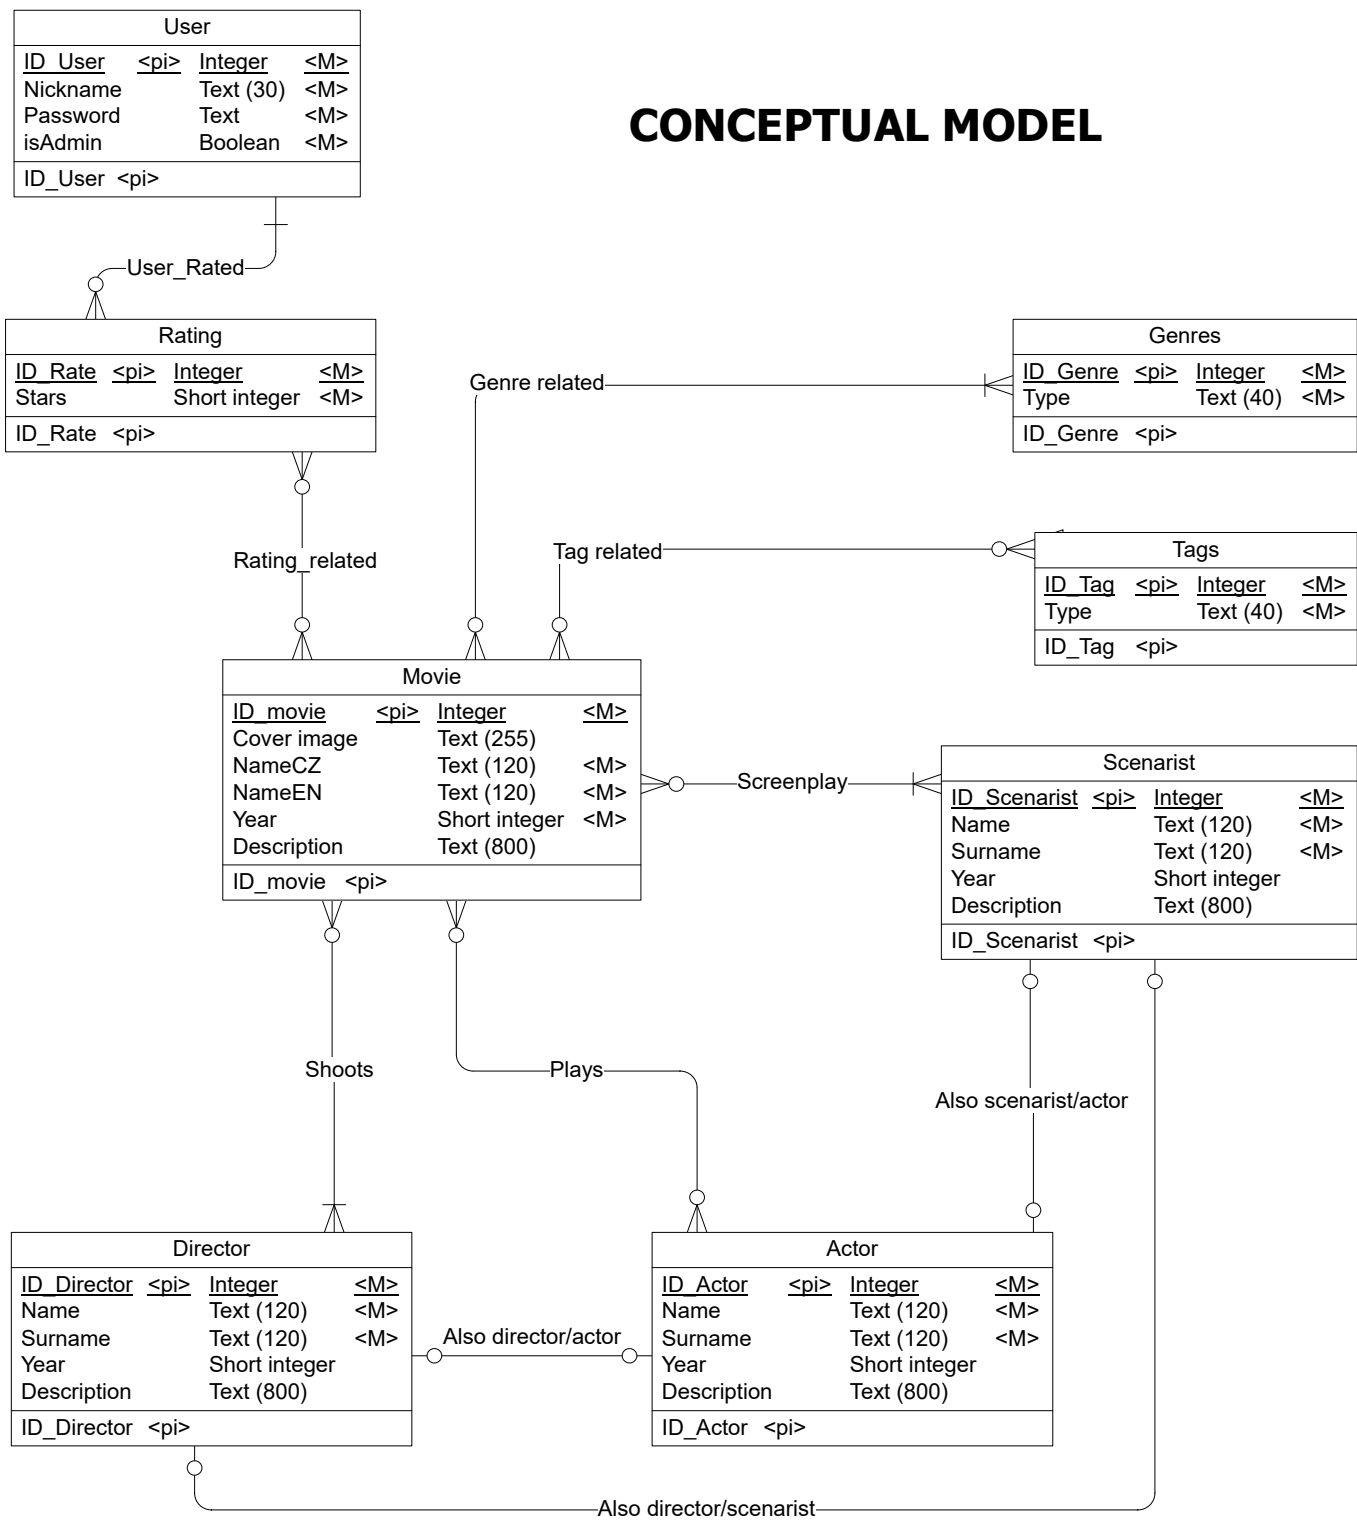 User
ID_User <pi> Integer <M>
Nickname Text (30) <M>
Password Text <M>
isAdmin Boolean <M>
ID_User <pi>
CONCEPTUAL MODEL
User_Rated
Rating
ID_Rate <pi> Integer <M>
Stars Short integer <M>
ID_Rate <pi>
Genre related
Genres
ID_Genre <pi> Integer <M>
Type Text (40) <M>
ID_Genre <pi>
Rating_related
Tag related
Tags
ID_Tag <pi> Integer <M>
Type Text (40) <M>
ID_Tag <pi>
Movie
ID_movie <pi> Integer <M>
Cover image Text (255)
NameCZ Text (120) <M>
NameEN Text (120) <M>
Year Short integer <M>
Description Text (800)
ID_movie <pi>
Screenplay
Scenarist
ID_Scenarist <pi> Integer <M>
Name Text (120) <M>
Surname Text (120) <M>
Year Short integer
Description Text (800)
ID_Scenarist <pi>
Shoots
Plays
Also scenarist/actor
Director
ID_Director <pi> Integer <M>
Name Text (120) <M>
Surname Text (120) <M>
Year Short integer
Description Text (800)
ID_Director <pi>
Also director/actor
Actor
ID_Actor <pi> Integer <M>
Name Text (120) <M>
Surname Text (120) <M>
Year Short integer
Description Text (800)
ID_Actor <pi>
Also director/scenarist